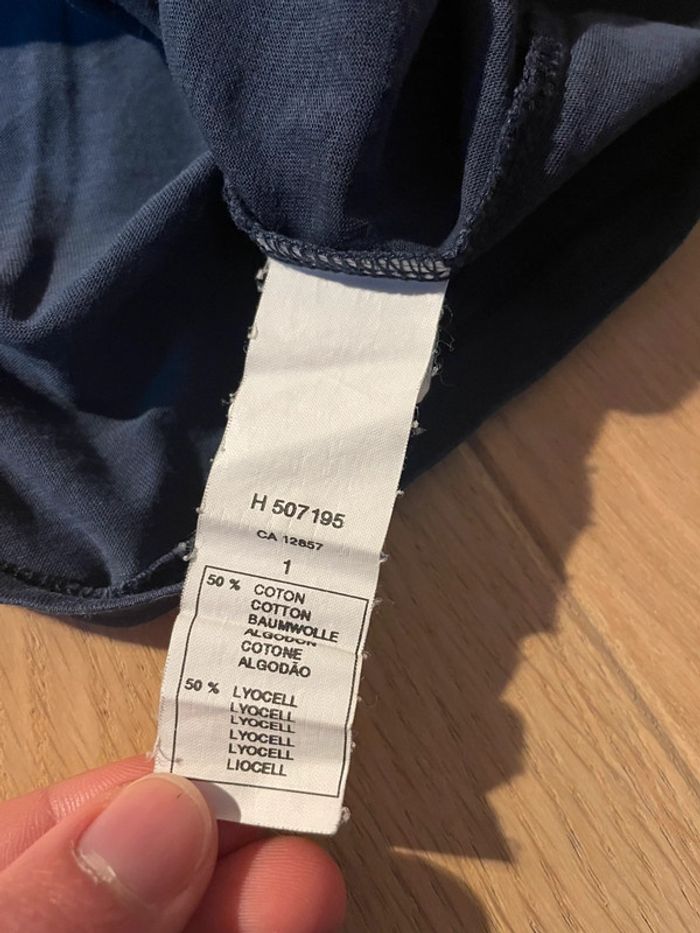 H 507195
CA 12857
1
50 % COTON
COTTON
BAUMWOLLE
ALGODON
COTONE
ALGODÃO
50 % LYOCELL
LYOCELL
LYOCELL
LYOCELL
LYOCELL
LIOCELL